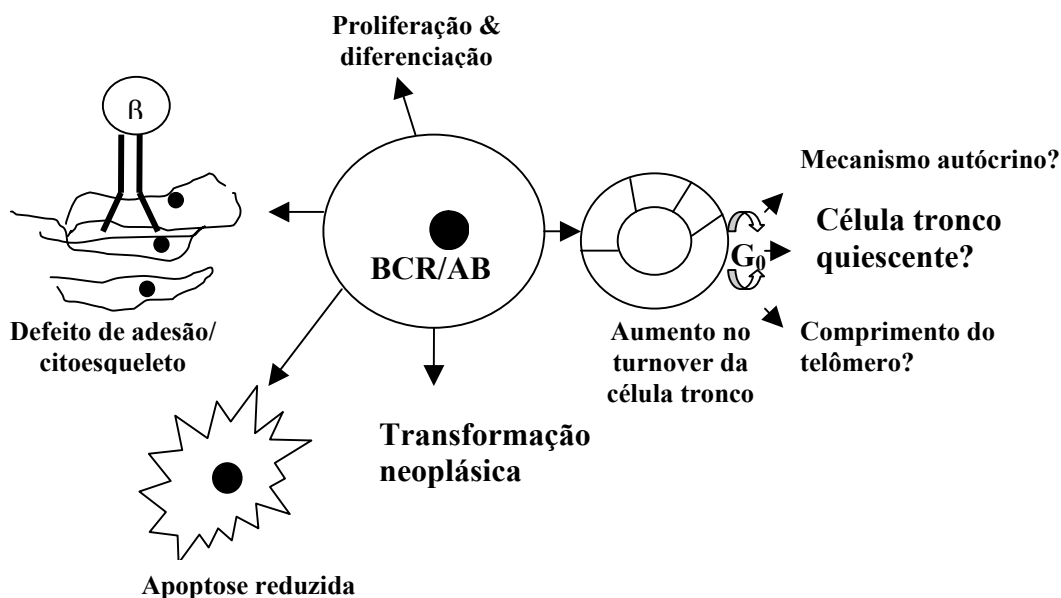 Proliferação &
diferenciação
β
Mecanismo autócrino?
Célula tronco
quiescente?
BCR/AB
G₀
Defeito de adesão/
citoesqueleto
Aumento no
turnover da
célula tronco
Comprimento do
telômero?
Transformação
neoplásica
Apoptose reduzida